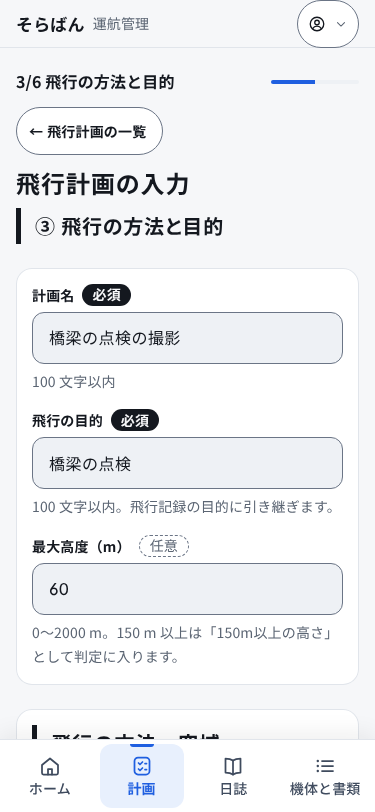 そらばん 運航管理
3/6 飛行の方法と目的
← 飛行計画の一覧
飛行計画の入力
③ 飛行の方法と目的
計画名 必須
橋梁の点検の撮影
100 文字以内
飛行の目的 必須
橋梁の点検
100 文字以内。飛行記録の目的に引き継ぎます。
最大高度（m） 任意
60
0〜2000 m。150 m 以上は「150m以上の高さ」
として判定に入ります。
ホーム 計画 日誌 機体と書類